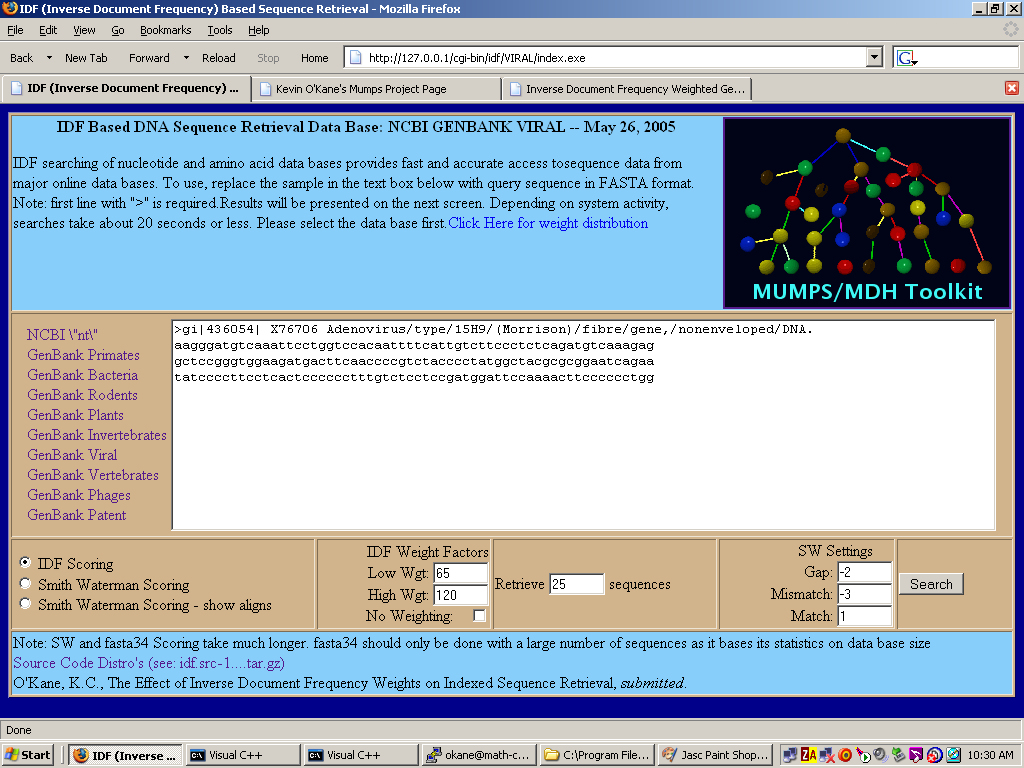 IDF (Inverse Document Frequency) Based Sequence Retrieval - Mozilla Firefox
File Edit View Go Bookmarks Tools Help
Back New Tab Forward Reload Stop Home http://127.0.0.1/cgi-bin/idf/VIRAL/index.exe G
IDF (Inverse Document Frequency) ... Kevin O'Kane's Mumps Project Page Inverse Document Frequency Weighted Ge...
IDF Based DNA Sequence Retrieval Data Base: NCBI GENBANK VIRAL -- May 26, 2005
IDF searching of nucleotide and amino acid data bases provides fast and accurate access tosequence data from
major online data bases. To use, replace the sample in the text box below with query sequence in FASTA format.
Note: first line with ">" is required.Results will be presented on the next screen. Depending on system activity,
searches take about 20 seconds or less. Please select the data base first.Click Here for weight distribution
MUMPS/MDH Toolkit
NCBI \"nt\"
GenBank Primates
GenBank Bacteria
GenBank Rodents
GenBank Plants
GenBank Invertebrates
GenBank Viral
GenBank Vertebrates
GenBank Phages
GenBank Patent
>gi|436054| X76706 Adenovirus/type/15H9/(Morrison)/fibre/gene,/nonenveloped/DNA.
aagggatgtcaaattcctggtccacaattttcattgtcttccctctcagatgtcaaagag
gctccgggtggaagatgacttcaaccccgtctacccctatggctacgcgcggaatcagaa
tatccccttcctcactccccccctttgtctcctccgatggattccaaaacttccccccctgg
IDF Scoring
Smith Waterman Scoring
Smith Waterman Scoring - show aligns
IDF Weight Factors
Low Wgt: 65
High Wgt: 120
No Weighting:
Retrieve 25 sequences
SW Settings
Gap: -2
Mismatch: -3
Match: 1
Search
Note: SW and fasta34 Scoring take much longer. fasta34 should only be done with a large number of sequences as it bases its statistics on data base size
Source Code Distro's (see: idf.src-1....tar.gz)
O'Kane, K.C., The Effect of Inverse Document Frequency Weights on Indexed Sequence Retrieval, submitted.
Done
Start IDF (Inverse ... Visual C++ Visual C++ okane@math-c... C:\Program File... Jasc Paint Shop... ZA 10:30 AM